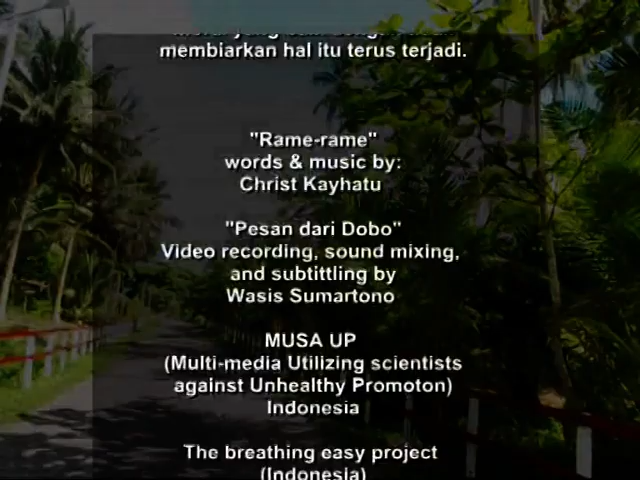 membiarkan hal itu terus terjadi.
"Rame-rame"
words & music by:
Christ Kayhatu
"Pesan dari Dobo"
Video recording, sound mixing,
and subtittling by
Wasis Sumartono
MUSA UP
(Multi-media Utilizing scientists
against Unhealthy Promoton)
Indonesia
The breathing easy project
(Indonesia)